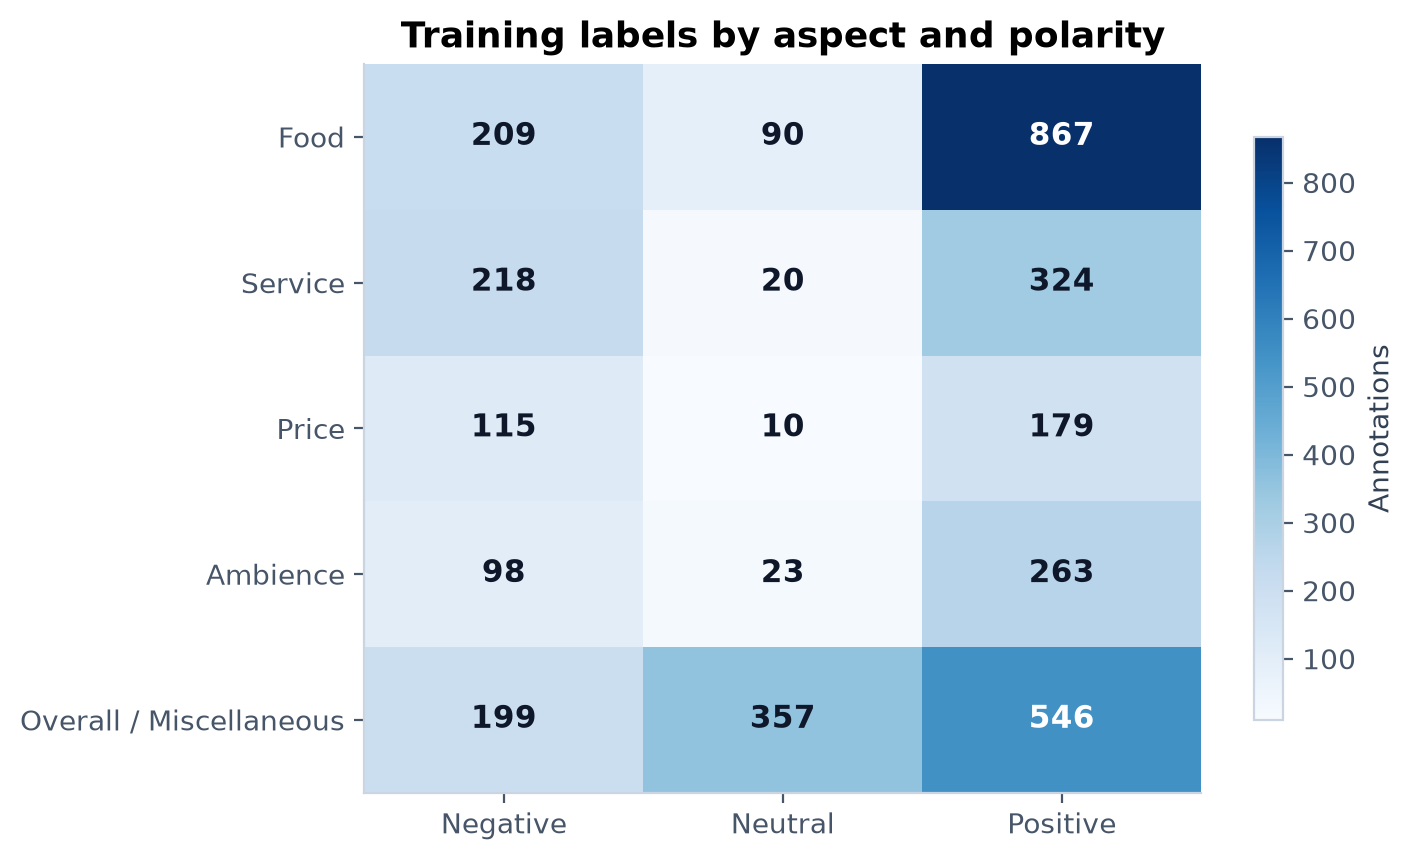 Training labels by aspect and polarity
Food 209 90 867
Service 218 20 324
Price 115 10 179
Ambience 98 23 263
Overall / Miscellaneous 199 357 546
Negative Neutral Positive
800
700
600
500
400
300
200
100
Annotations